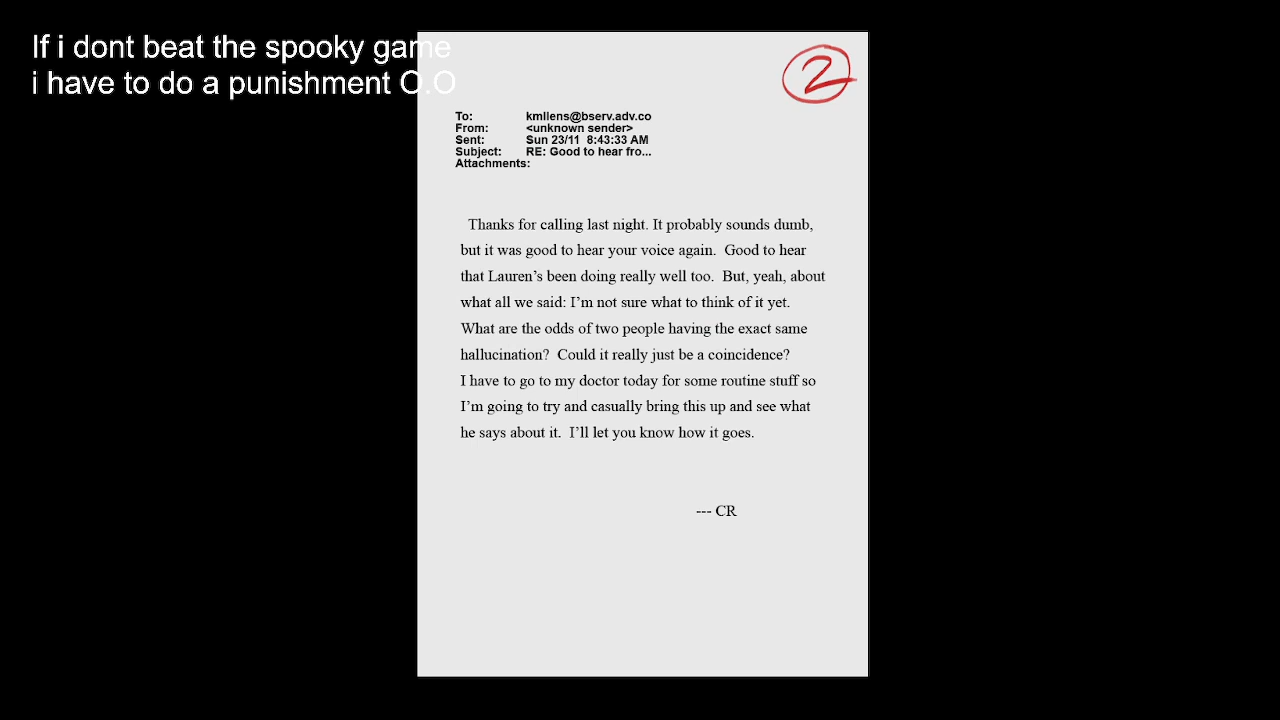 If i dont beat the spooky game
i have to do a punishment O.O
2
To: kmllens@bserv.adv.co
From: <unknown sender>
Sent: Sun 23/11 8:43:33 AM
Subject: RE: Good to hear fro...
Attachments:
Thanks for calling last night. It probably sounds dumb,
but it was good to hear your voice again. Good to hear
that Lauren’s been doing really well too. But, yeah, about
what all we said: I’m not sure what to think of it yet.
What are the odds of two people having the exact same
hallucination? Could it really just be a coincidence?
I have to go to my doctor today for some routine stuff so
I’m going to try and casually bring this up and see what
he says about it. I’ll let you know how it goes.
--- CR